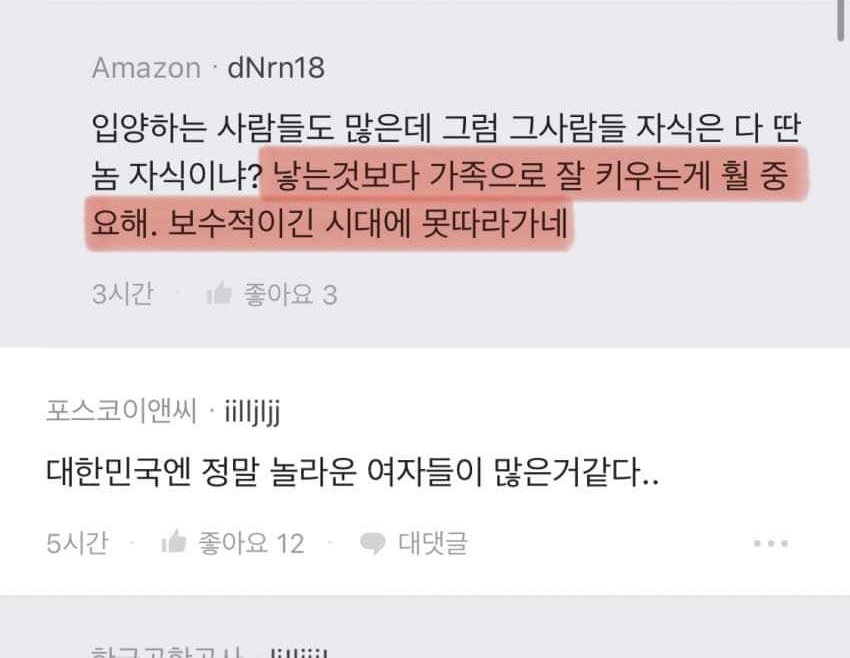 Amazon · dNrn18
입양하는 사람들도 많은데 그럼 그사람들 자식은 다 딴
놈 자식이냐? 낳는것보다 가족으로 잘 키우는게 훨 중
요해. 보수적이긴 시대에 못따라가네
3시간 · 좋아요 3
포스코이앤씨 · iilljljj
대한민국엔 정말 놀라운 여자들이 많은거같다..
5시간 · 좋아요 12 · 대댓글